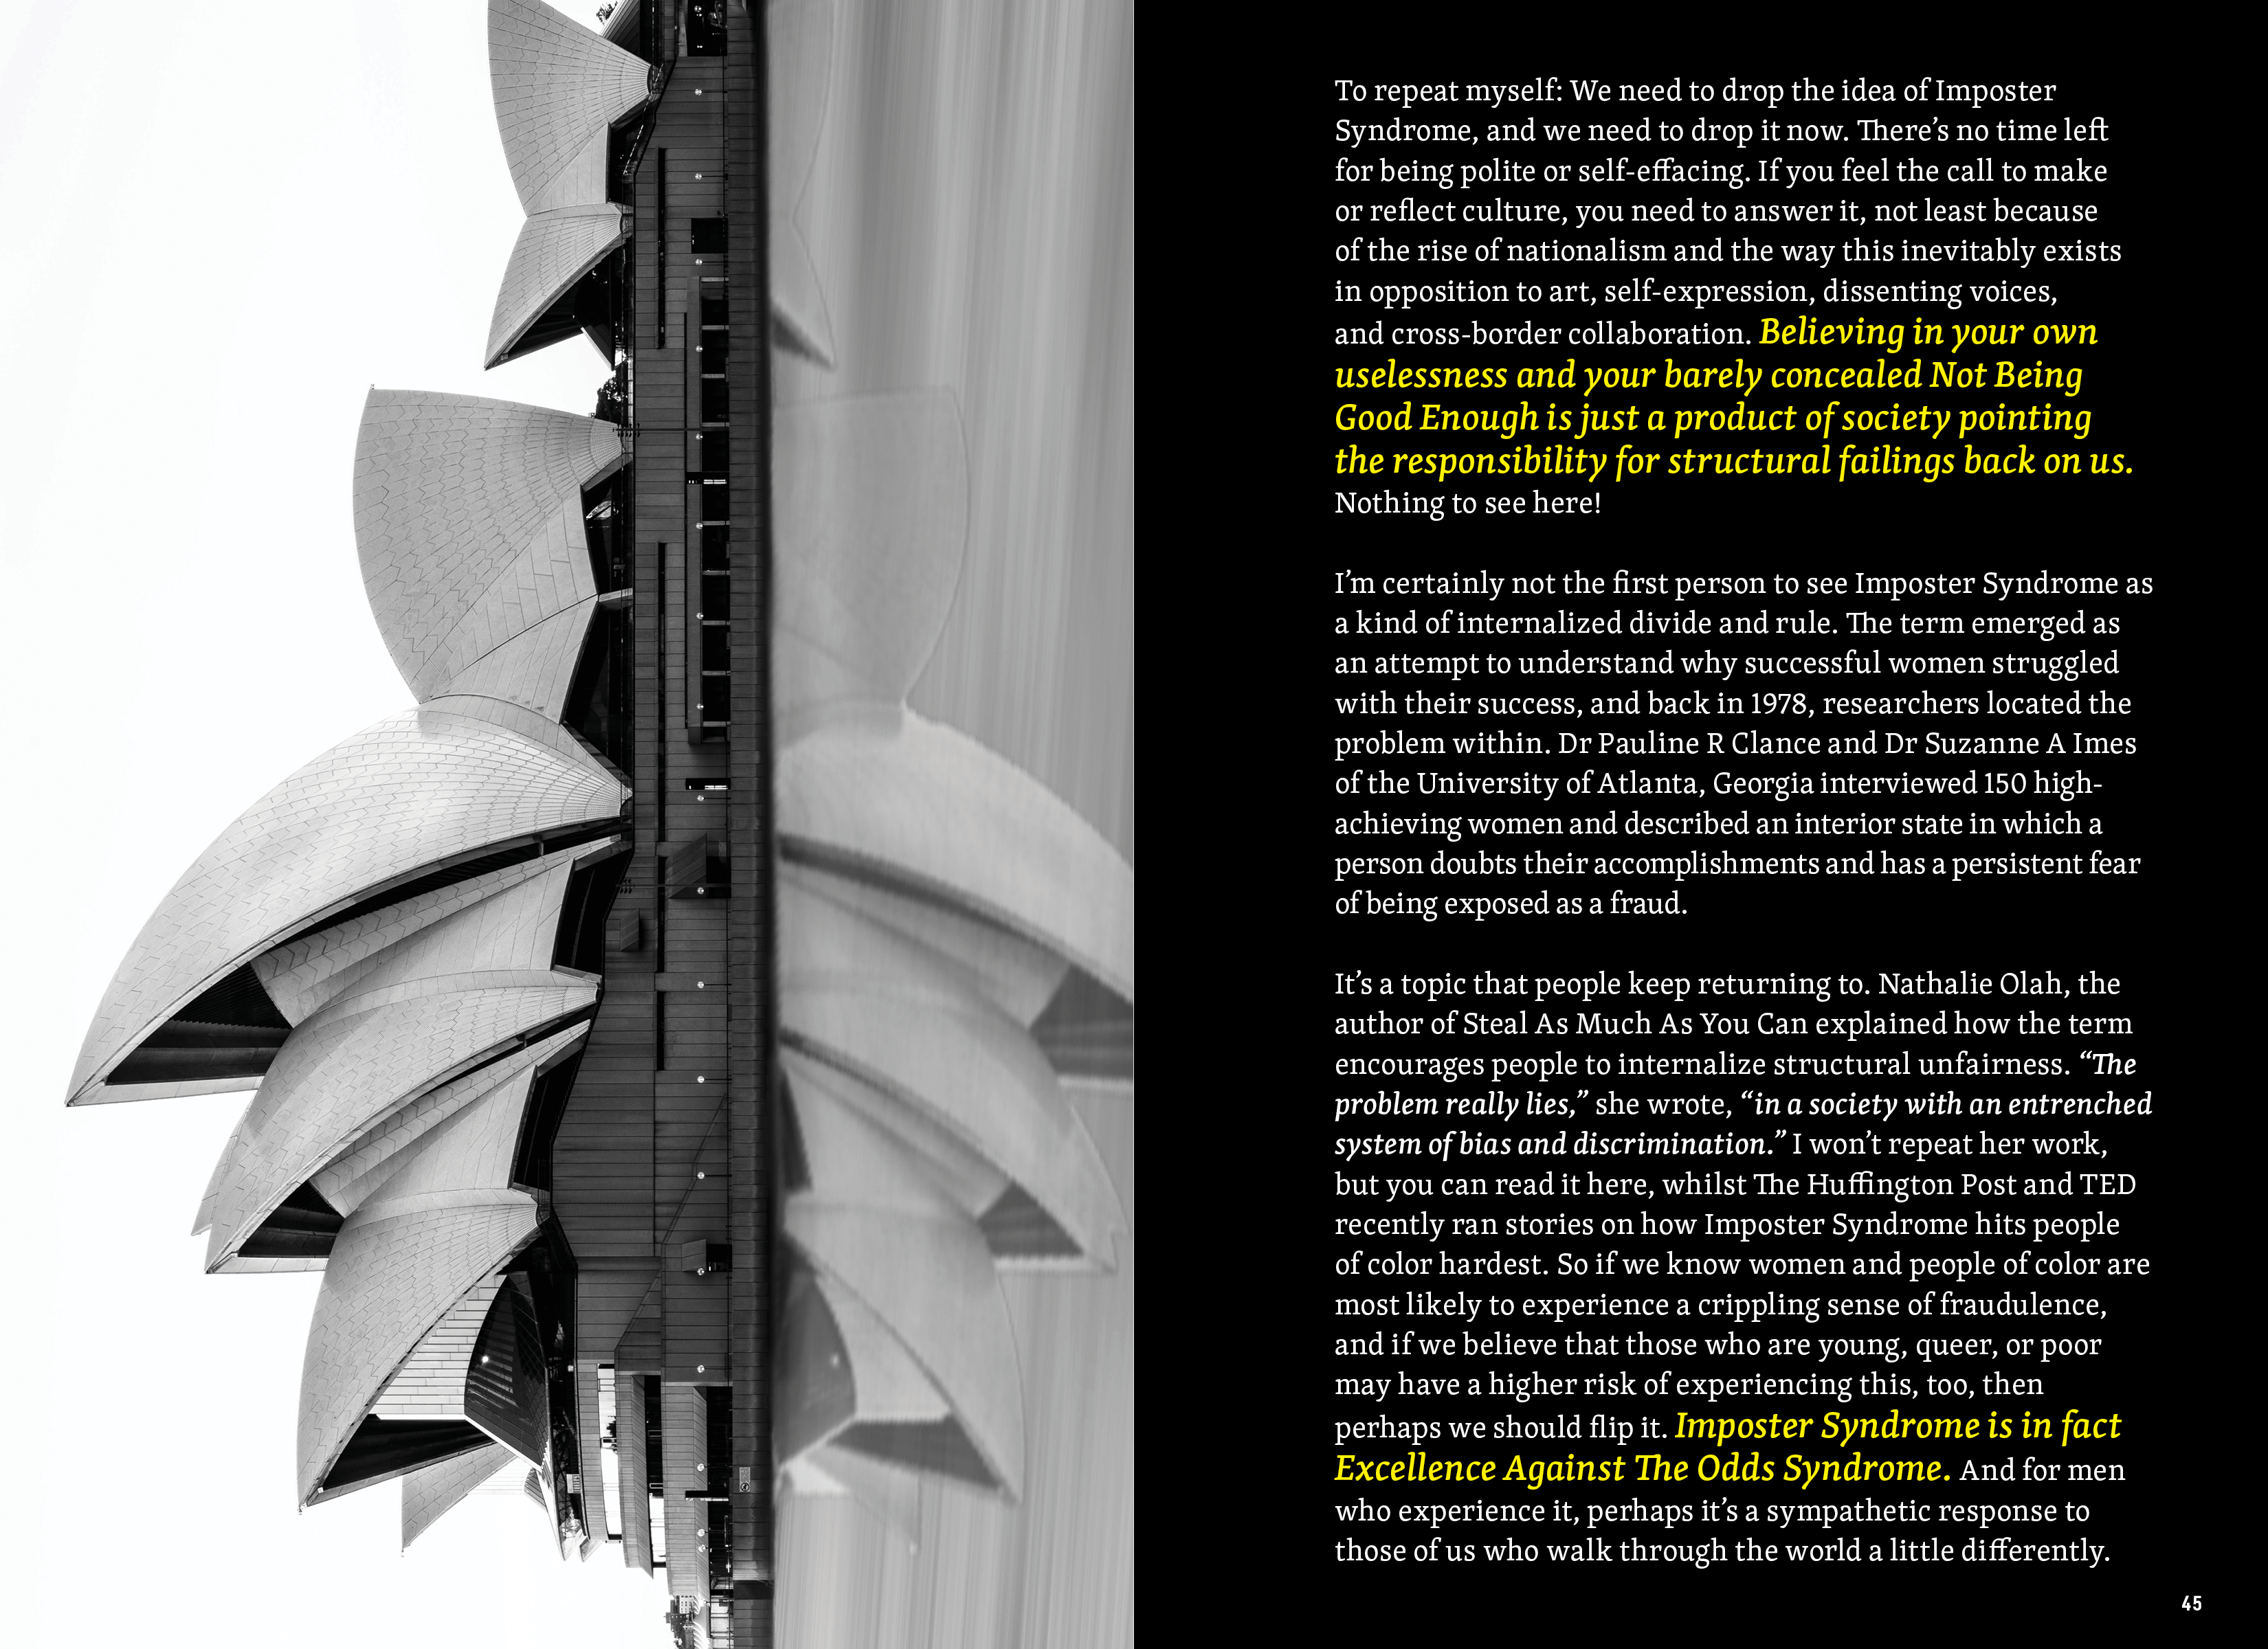 To repeat myself: We need to drop the idea of Imposter
Syndrome, and we need to drop it now. There’s no time left
for being polite or self-effacing. If you feel the call to make
or reflect culture, you need to answer it, not least because
of the rise of nationalism and the way this inevitably exists
in opposition to art, self-expression, dissenting voices,
and cross-border collaboration. Believing in your own
uselessness and your barely concealed Not Being
Good Enough is just a product of society pointing
the responsibility for structural failings back on us.
Nothing to see here!
I’m certainly not the first person to see Imposter Syndrome as
a kind of internalized divide and rule. The term emerged as
an attempt to understand why successful women struggled
with their success, and back in 1978, researchers located the
problem within. Dr Pauline R Clance and Dr Suzanne A Imes
of the University of Atlanta, Georgia interviewed 150 high-
achieving women and described an interior state in which a
person doubts their accomplishments and has a persistent fear
of being exposed as a fraud.
It’s a topic that people keep returning to. Nathalie Olah, the
author of Steal As Much As You Can explained how the term
encourages people to internalize structural unfairness. “The
problem really lies,” she wrote, “in a society with an entrenched
system of bias and discrimination.” I won’t repeat her work,
but you can read it here, whilst The Huffington Post and TED
recently ran stories on how Imposter Syndrome hits people
of color hardest. So if we know women and people of color are
most likely to experience a crippling sense of fraudulence,
and if we believe that those who are young, queer, or poor
may have a higher risk of experiencing this, too, then
perhaps we should flip it. Imposter Syndrome is in fact
Excellence Against The Odds Syndrome. And for men
who experience it, perhaps it’s a sympathetic response to
those of us who walk through the world a little differently.
45